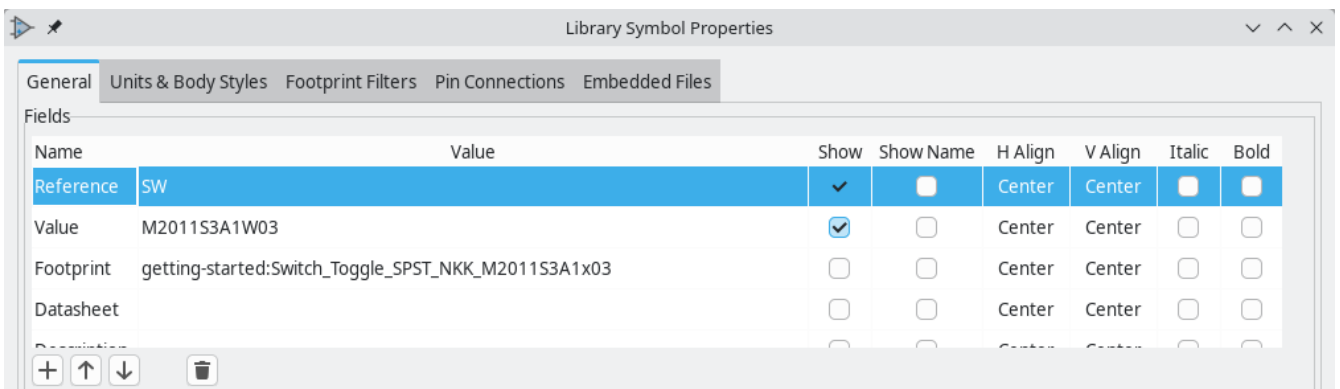 Library Symbol Properties
General Units & Body Styles Footprint Filters Pin Connections Embedded Files
Fields
Name Value Show Show Name H Align V Align Italic Bold
Reference SW Center Center
Value M2011S3A1W03 Center Center
Footprint getting-started:Switch_Toggle_SPST_NKK_M2011S3A1x03 Center Center
Datasheet Center Center